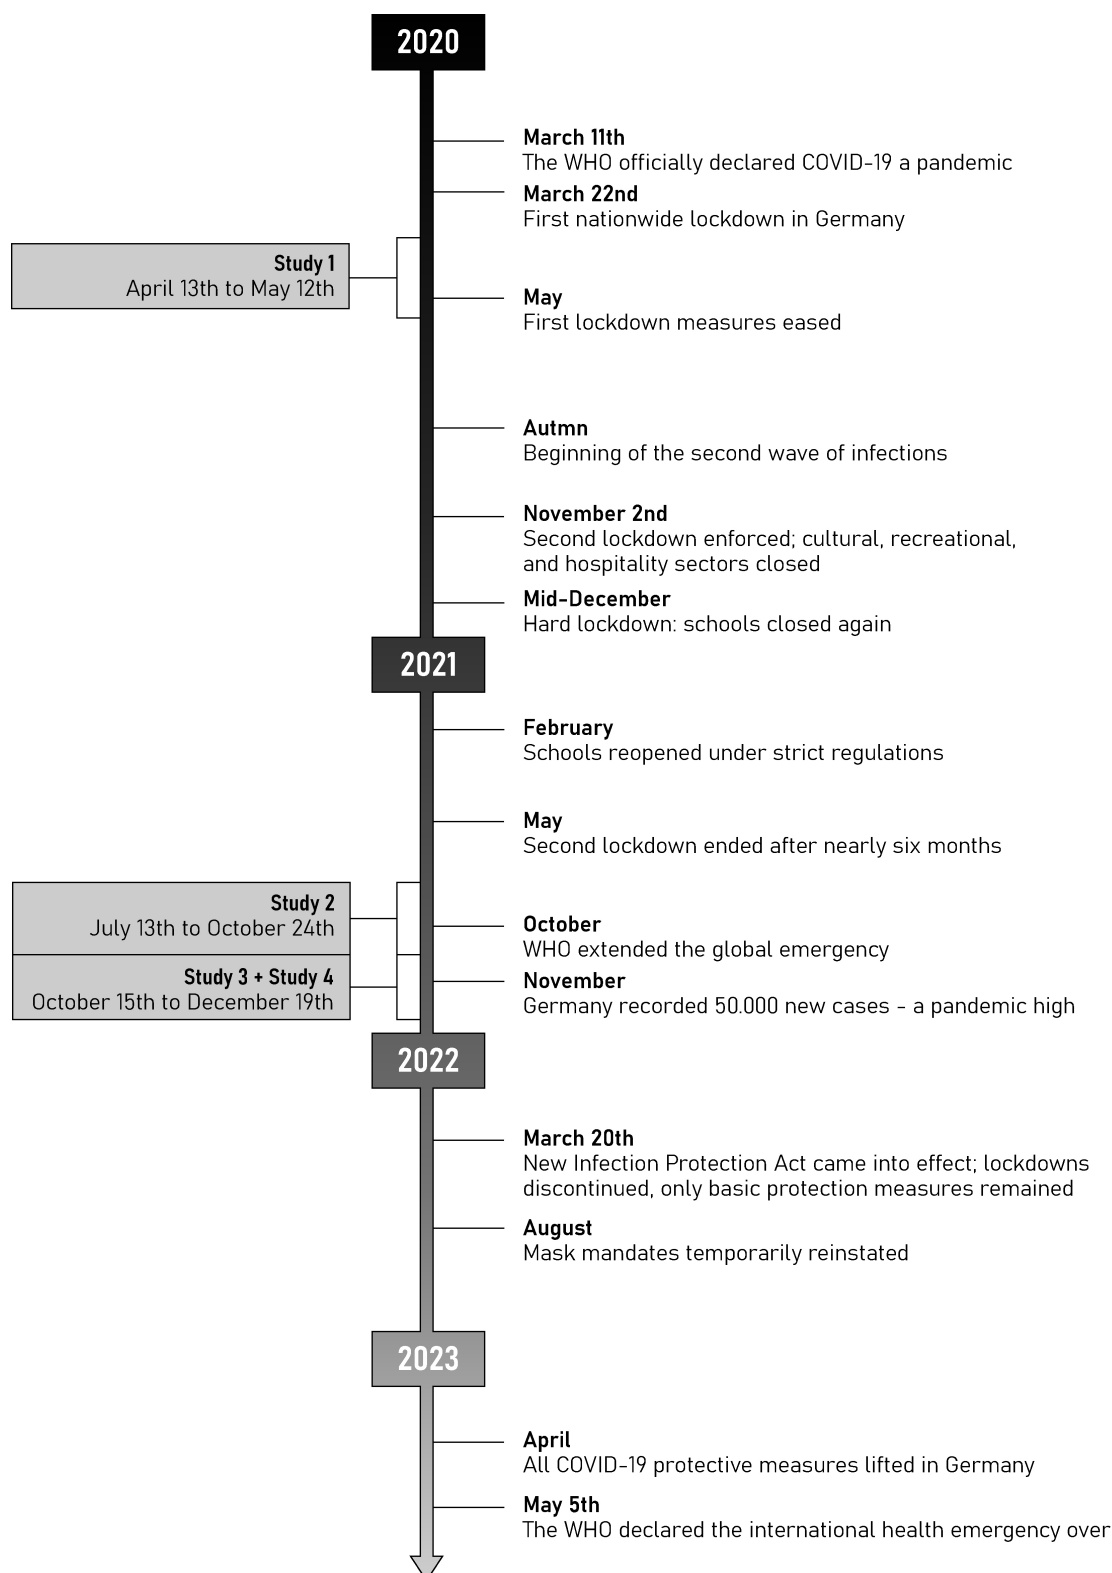 2020
March 11th
The WHO officially declared COVID-19 a pandemic
March 22nd
First nationwide lockdown in Germany
Study 1
April 13th to May 12th
May
First lockdown measures eased
Autmn
Beginning of the second wave of infections
November 2nd
Second lockdown enforced; cultural, recreational,
and hospitality sectors closed
Mid-December
Hard lockdown: schools closed again
2021
February
Schools reopened under strict regulations
May
Second lockdown ended after nearly six months
Study 2
July 13th to October 24th
October
WHO extended the global emergency
Study 3 + Study 4
October 15th to December 19th
November
Germany recorded 50.000 new cases - a pandemic high
2022
March 20th
New Infection Protection Act came into effect; lockdowns
discontinued, only basic protection measures remained
August
Mask mandates temporarily reinstated
2023
April
All COVID-19 protective measures lifted in Germany
May 5th
The WHO declared the international health emergency over